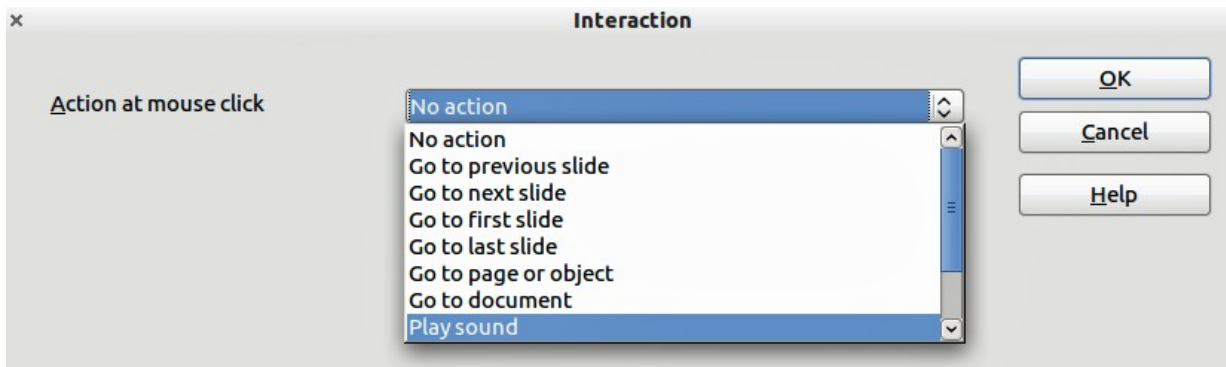 Interaction
Action at mouse click
No action
No action
Go to previous slide
Go to next slide
Go to first slide
Go to last slide
Go to page or object
Go to document
Play sound
OK
Cancel
Help